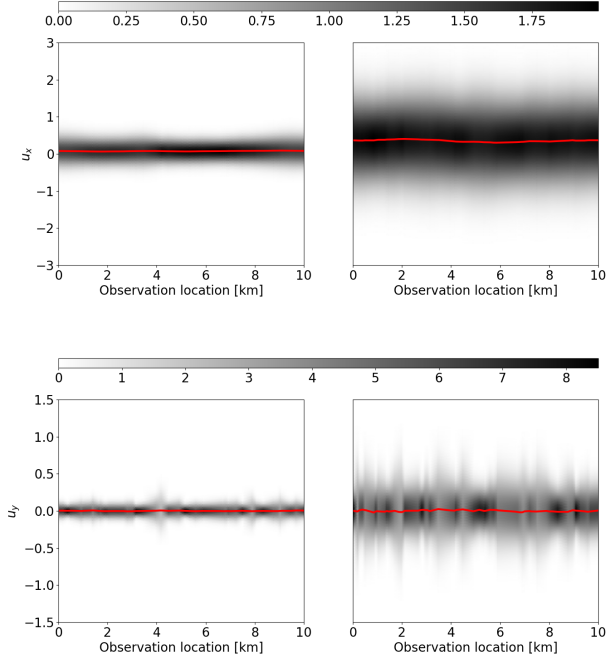 0.00 0.25 0.50 0.75 1.00 1.25 1.50 1.75
3
2
1
0
−1
−2
−3
u_x
0 2 4 6 8 10
Observation location [km]
0 2 4 6 8 10
Observation location [km]
0 1 2 3 4 5 6 7 8
1.5
1.0
0.5
0.0
−0.5
−1.0
−1.5
u_y
0 2 4 6 8 10
Observation location [km]
0 2 4 6 8 10
Observation location [km]